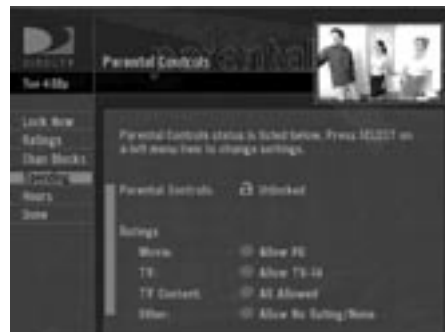 DIRECTV
Parental Controls
Tue 4:00p
Lock Now
Ratings
Chan Blocks
Spending
Hours
Done
Parental Controls status is listed below. Press SELECT on
a left menu item to change settings.
Parental Controls: Unlocked
Ratings
Movie: Allow PG
TV: Allow TV-14
TV Content: All Allowed
Other: Allow No Rating/None